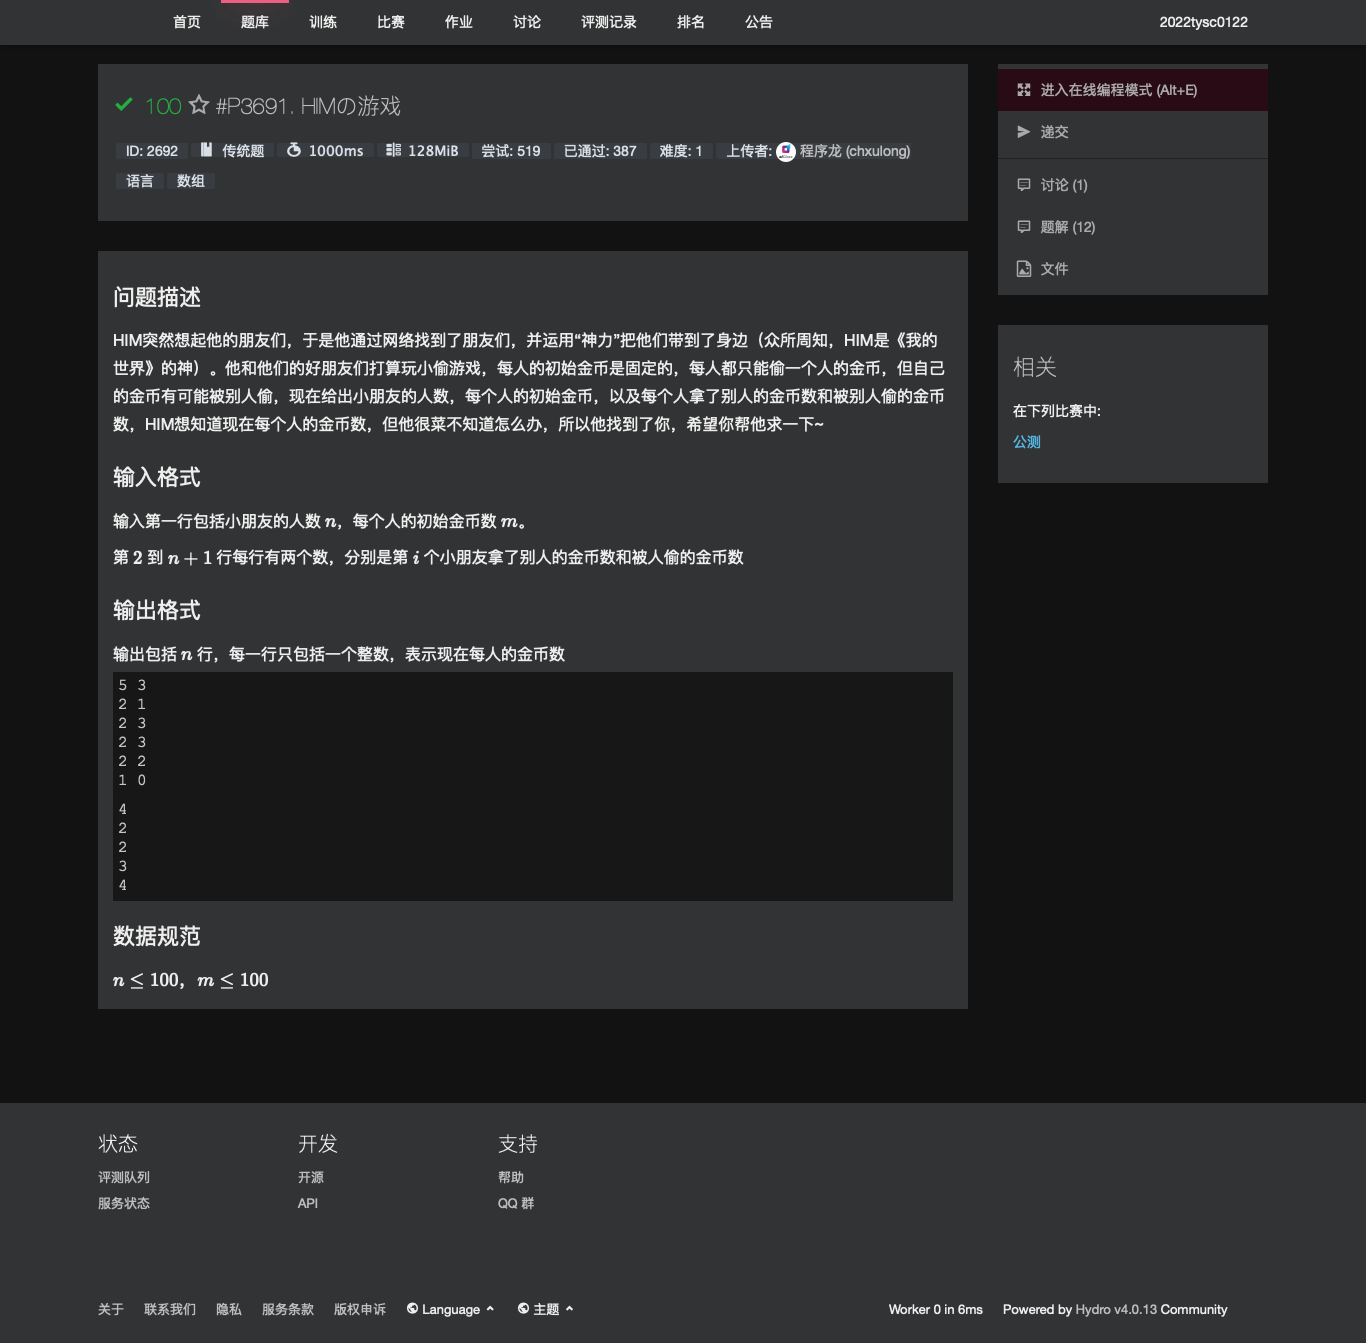 首页 题库 训练 比赛 作业 讨论 评测记录 排名 公告 2022tysc0122
100 #P3691. HIMの游戏
ID: 2692 传统题 1000ms 128MiB 尝试: 519 已通过: 387 难度: 1 上传者: 程序龙 (chxulong)
语言 数组
进入在线编程模式 (Alt+E)
递交
讨论 (1)
题解 (12)
文件
相关
在下列比赛中:
公测
问题描述
HIM突然想起他的朋友们，于是他通过网络找到了朋友们，并运用“神力”把他们带到了身边（众所周知，HIM是《我的
世界》的神）。他和他们的好朋友们打算玩小偷游戏，每人的初始金币是固定的，每人都只能偷一个人的金币，但自己
的金币有可能被别人偷，现在给出小朋友的人数，每个人的初始金币，以及每个人拿了别人的金币数和被别人偷的金币
数，HIM想知道现在每个人的金币数，但他很菜不知道怎么办，所以他找到了你，希望你帮他求一下~
输入格式
输入第一行包括小朋友的人数 n，每个人的初始金币数 m。
第 2 到 n + 1 行每行有两个数，分别是第 i 个小朋友拿了别人的金币数和被人偷的金币数
输出格式
输出包括 n 行，每一行只包括一个整数，表示现在每人的金币数
5 3
2 1
2 3
2 3
2 2
1 0
4
2
2
3
4
数据规范
n ≤ 100，m ≤ 100
状态 开发 支持
评测队列 开源 帮助
服务状态 API QQ 群
关于 联系我们 隐私 服务条款 版权申诉 Language 主题 Worker 0 in 6ms Powered by Hydro v4.0.13 Community